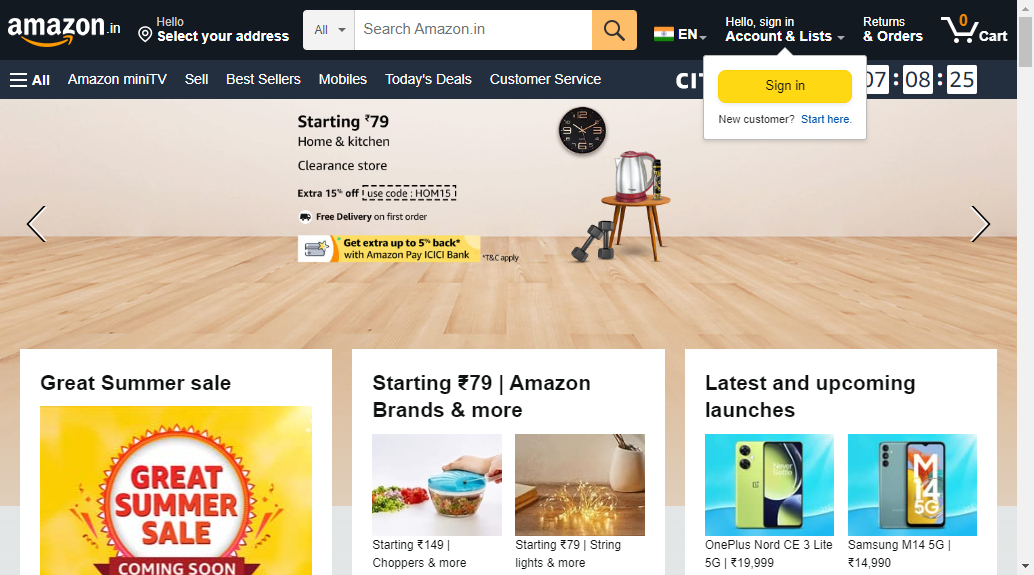 amazon.in
Hello
Select your address
All
Search Amazon.in
EN
Hello, sign in
Account & Lists
Returns
& Orders
0
Cart
All
Amazon miniTV
Sell
Best Sellers
Mobiles
Today's Deals
Customer Service
CIT
07:08:25
Sign in
New customer? Start here.
Starting ₹79
Home & kitchen
Clearance store
Extra 15% off use code : HOM15
Free Delivery on first order
Get extra up to 5% back*
with Amazon Pay ICICI Bank
*T&C apply
Great Summer sale
GREAT
SUMMER
SALE
COMING SOON
Starting ₹79 | Amazon
Brands & more
Starting ₹149 |
Choppers & more
Starting ₹79 | String
lights & more
Latest and upcoming
launches
Never
Settle
OnePlus Nord CE 3 Lite
5G | ₹19,999
M
14
5G
Samsung M14 5G |
₹14,990